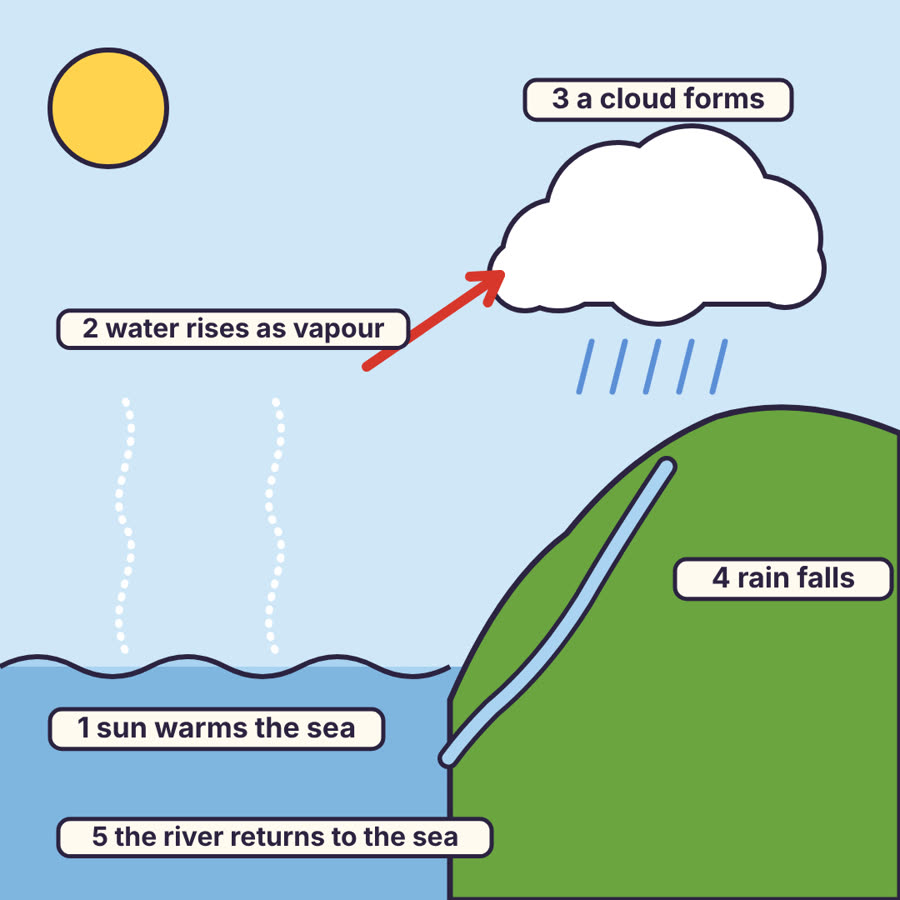 3 a cloud forms
2 water rises as vapour
4 rain falls
1 sun warms the sea
5 the river returns to the sea